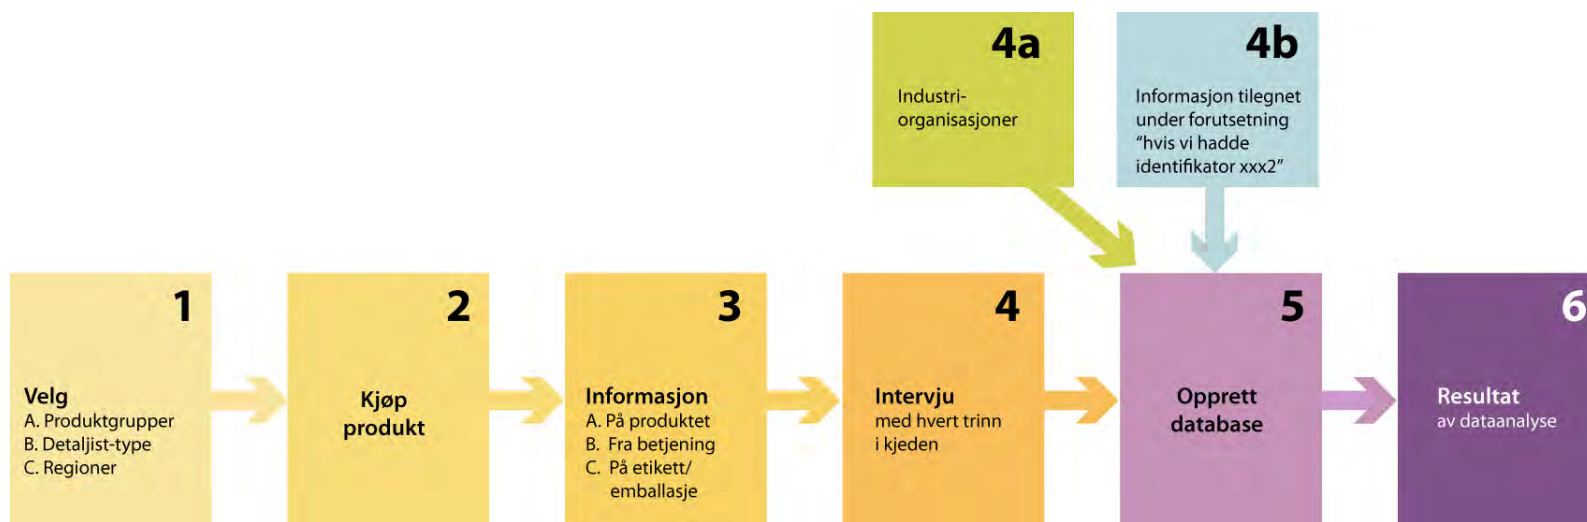 4a
Industri-
organisasjoner
4b
Informasjon tilegnet
under forutsetning
“hvis vi hadde
identifikator xxx2”
1
Velg
A. Produktgrupper
B. Detaljist-type
C. Regioner
2
Kjøp
produkt
3
Informasjon
A. På produktet
B. Fra betjening
C. På etikett/
emballasje
4
Intervju
med hvert trinn
i kjeden
5
Opprett
database
6
Resultat
av dataanalyse